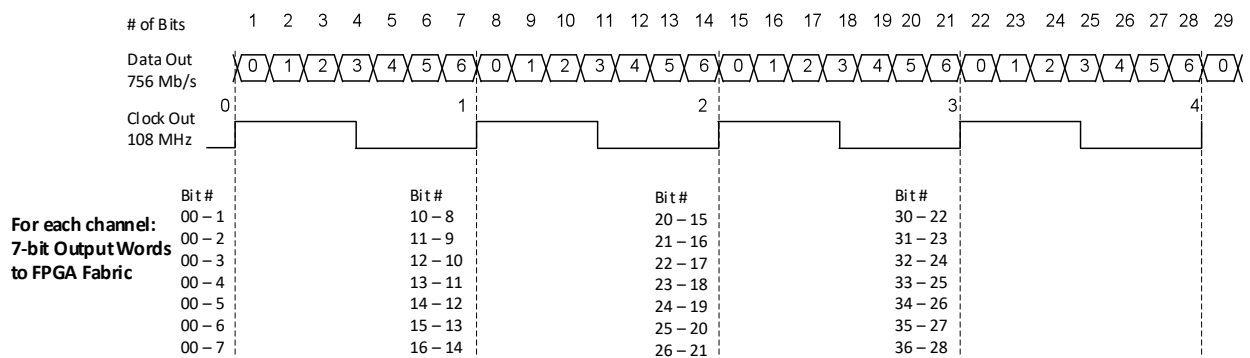 # of Bits 1 2 3 4 5 6 7 8 9 10 11 12 13 14 15 16 17 18 19 20 21 22 23 24 25 26 27 28 29
Data Out 0 1 2 3 4 5 6 0 1 2 3 4 5 6 0 1 2 3 4 5 6 0 1 2 3 4 5 6 0
756 Mb/s
0 1 2 3 4
Clock Out
108 MHz
Bit # Bit # Bit # Bit #
For each channel:
7-bit Output Words
to FPGA Fabric
00 – 1 10 – 8 20 – 15 30 – 22
00 – 2 11 – 9 21 – 16 31 – 23
00 – 3 12 – 10 22 – 17 32 – 24
00 – 4 13 – 11 23 – 18 33 – 25
00 – 5 14 – 12 24 – 19 34 – 26
00 – 6 15 – 13 25 – 20 35 – 27
00 – 7 16 – 14 26 – 21 36 – 28